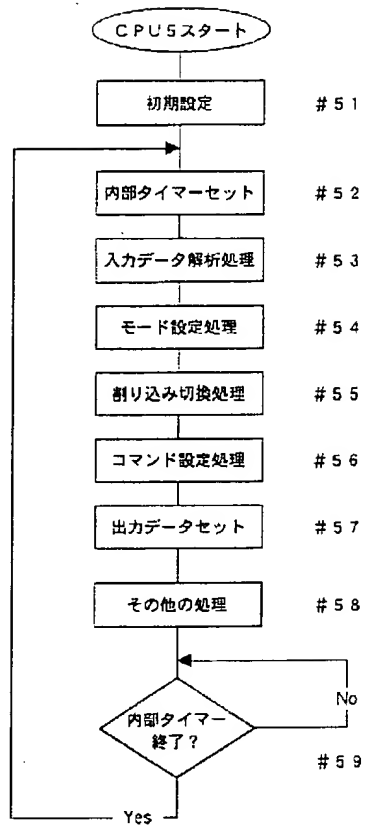 CPU5スタート
初期設定 #51
内部タイマーセット #52
入力データ解析処理 #53
モード設定処理 #54
割り込み切換処理 #55
コマンド設定処理 #56
出力データセット #57
その他の処理 #58
No
内部タイマー
終了?
#59
Yes